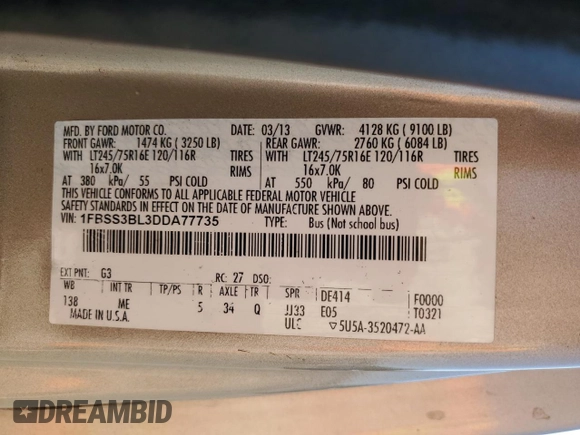 MFD. BY FORD MOTOR CO. DATE: 03/13 GVWR: 4128 KG ( 9100 LB)
FRONT GAWR: 1474 KG ( 3250 LB) REAR GAWR: 2760 KG ( 6084 LB)
WITH LT245/75R16E 120/116R TIRES WITH LT245/75R16E 120/116R TIRES
16x7.0K RIMS 16x7.0K RIMS
AT 380 kPa/ 55 PSI COLD AT 550 kPa/ 80 PSI COLD
THIS VEHICLE CONFORMS TO ALL APPLICABLE FEDERAL MOTOR VEHICLE
SAFETY STANDARDS IN EFFECT ON THE DATE OF MANUFACTURE SHOWN ABOVE.
VIN: 1FBSS3BL3DDA77735 TYPE: Bus (Not school bus)
EXT PNT: G3 RC: 27 DSO:
WB INT TR TP/PS R AXLE TR SPR DE414 F0000
138 ME 5 34 Q JJ33 E05 T0321
MADE IN U.S.A. ULC ▽5U5A-3520472-AA
DREAMBID